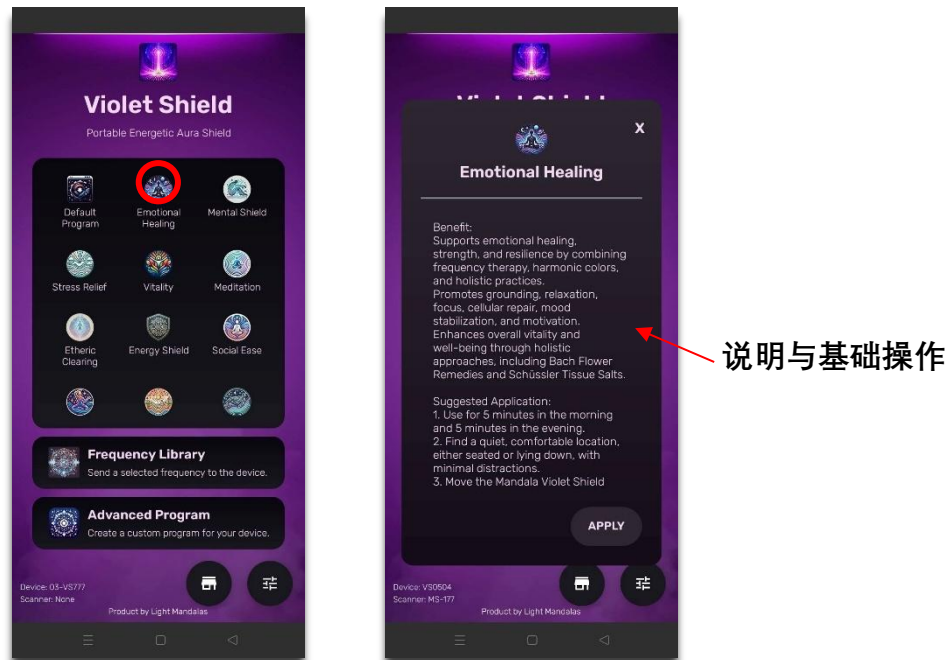 Violet Shield
Portable Energetic Aura Shield
Default Program
Emotional Healing
Mental Shield
Stress Relief
Vitality
Meditation
Etheric Clearing
Energy Shield
Social Ease
Frequency Library
Send a selected frequency to the device.
Advanced Program
Create a custom program for your device.
Device: 03-VS777
Scanner: None
Product by Light Mandalas
X
Emotional Healing
Benefit:
Supports emotional healing,
strength, and resilience by combining
frequency therapy, harmonic colors,
and holistic practices.
Promotes grounding, relaxation,
focus, cellular repair, mood
stabilization, and motivation.
Enhances overall vitality and
well-being through holistic
approaches, including Bach Flower
Remedies and Schüssler Tissue Salts.
Suggested Application:
1. Use for 5 minutes in the morning
and 5 minutes in the evening.
2. Find a quiet, comfortable location,
either seated or lying down, with
minimal distractions.
3. Move the Mandala Violet Shield
APPLY
Device: VS0504
Scanner: MS-177
Product by Light Mandalas
说明与基础操作